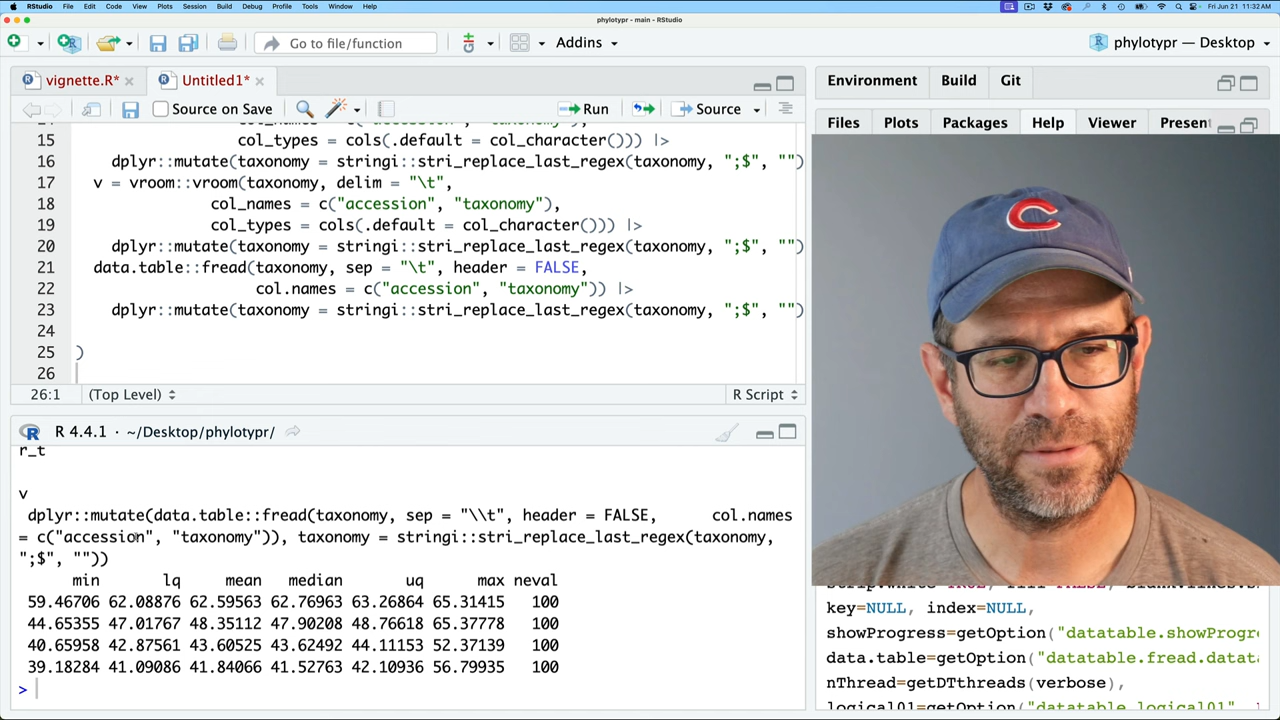 RStudio File Edit Code View Plots Session Build Debug Profile Tools Window Help Fri Jun 21 11:32 AM
phylotypr - main - RStudio
Go to file/function Addins phylotypr — Desktop
vignette.R* Untitled1*
Source on Save Run Source
15 col_types = cols(.default = col_character())) |>
16 dplyr::mutate(taxonomy = stringi::stri_replace_last_regex(taxonomy, ";$", "")
17 v = vroom::vroom(taxonomy, delim = "\t",
18 col_names = c("accession", "taxonomy"),
19 col_types = cols(.default = col_character())) |>
20 dplyr::mutate(taxonomy = stringi::stri_replace_last_regex(taxonomy, ";$", "")
21 data.table::fread(taxonomy, sep = "\t", header = FALSE,
22 col.names = c("accession", "taxonomy")) |>
23 dplyr::mutate(taxonomy = stringi::stri_replace_last_regex(taxonomy, ";$", "")
24
25 )
26
26:1 (Top Level) R Script
R 4.4.1 · ~/Desktop/phylotypr/
r_t
v
dplyr::mutate(data.table::fread(taxonomy, sep = "\\t", header = FALSE, col.names
= c("accession", "taxonomy")), taxonomy = stringi::stri_replace_last_regex(taxonomy,
";$", ""))
min lq mean median uq max neval
59.46706 62.08876 62.59563 62.76963 63.26864 65.31415 100
44.65355 47.01767 48.35112 47.90208 48.76618 65.37778 100
40.65958 42.87561 43.60525 43.62492 44.11153 52.37139 100
39.18284 41.09086 41.84066 41.52763 42.10936 56.79935 100
>
Environment Build Git
Files Plots Packages Help Viewer Present
C
key=NULL, index=NULL,
showProgress=getOption("datatable.showProgre
data.table=getOption("datatable.fread.datata
nThread=getDTthreads(verbose),
logical01=getOption("datatable.logical01",